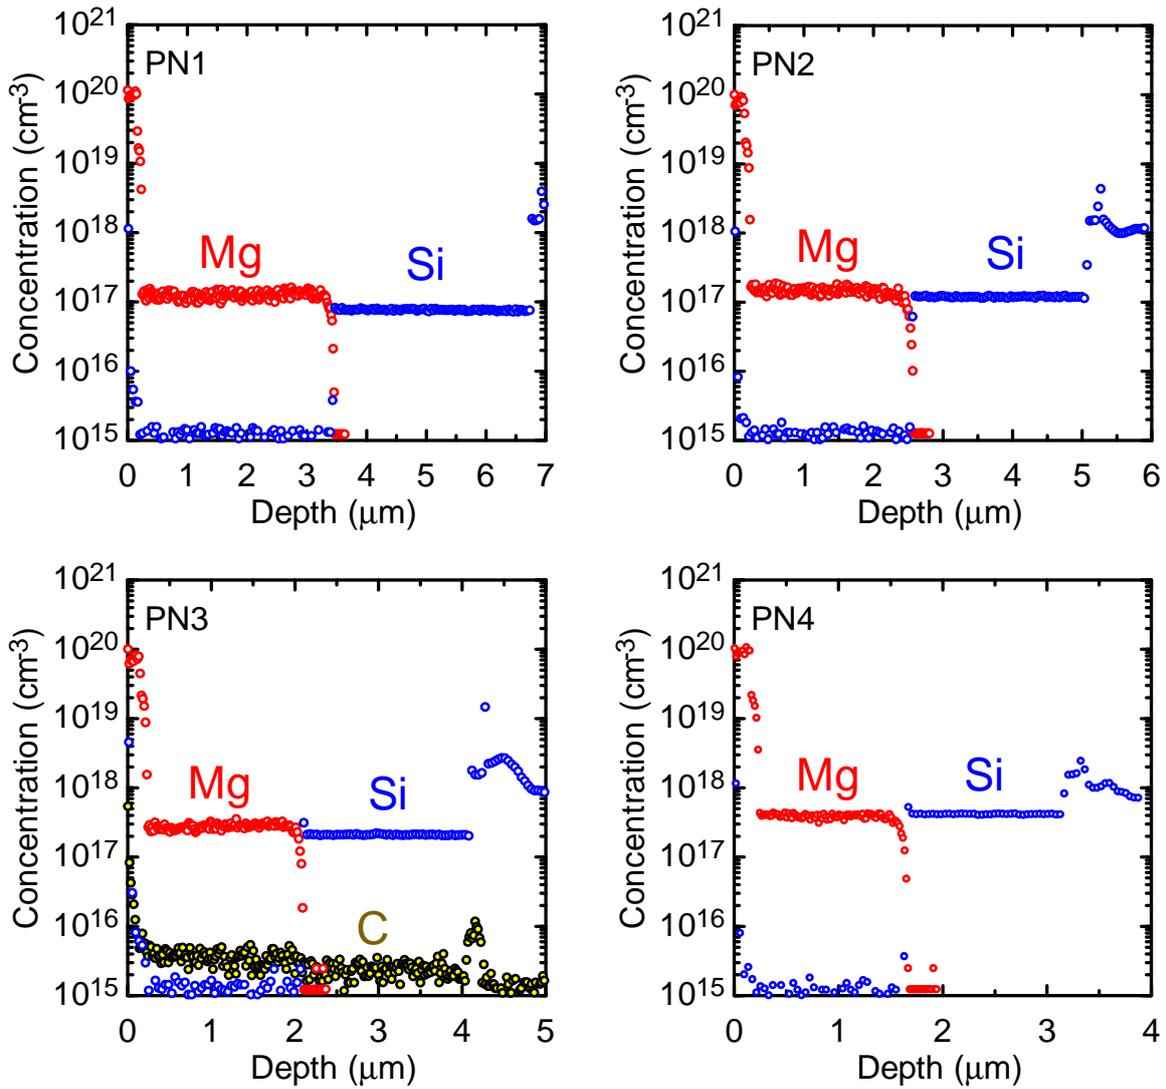 PN1
Concentration (cm⁻³)
10²¹
10²⁰
10¹⁹
10¹⁸
10¹⁷
10¹⁶
10¹⁵
Mg
Si
0 1 2 3 4 5 6 7
Depth (μm)
PN2
Concentration (cm⁻³)
10²¹
10²⁰
10¹⁹
10¹⁸
10¹⁷
10¹⁶
10¹⁵
Mg
Si
0 1 2 3 4 5 6
Depth (μm)
PN3
Concentration (cm⁻³)
10²¹
10²⁰
10¹⁹
10¹⁸
10¹⁷
10¹⁶
10¹⁵
Mg
Si
C
0 1 2 3 4 5
Depth (μm)
PN4
Concentration (cm⁻³)
10²¹
10²⁰
10¹⁹
10¹⁸
10¹⁷
10¹⁶
10¹⁵
Mg
Si
0 1 2 3 4
Depth (μm)